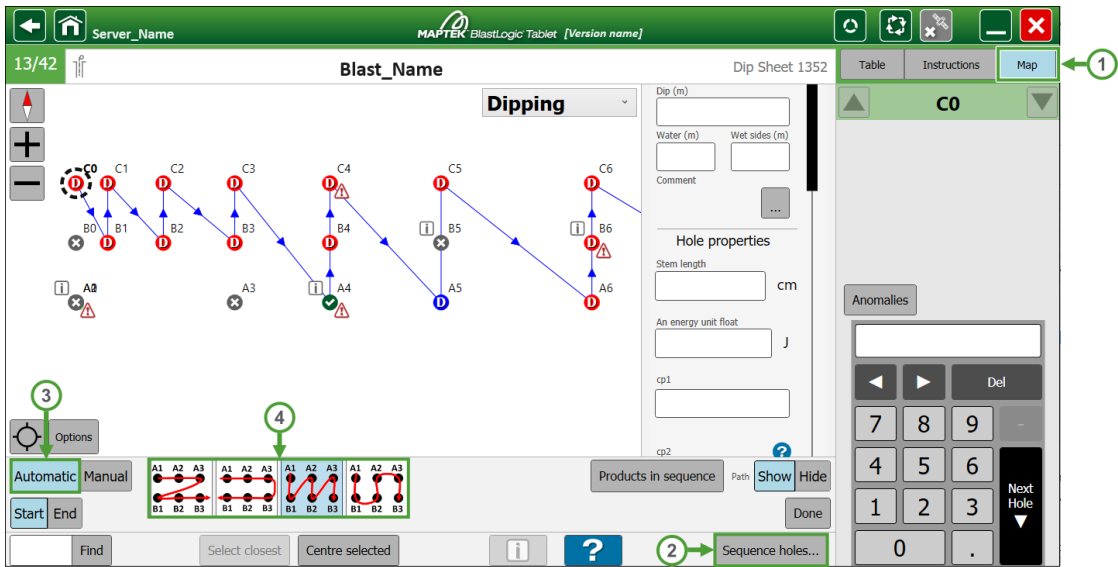 Server_Name
MAPTEK BlastLogic Tablet [Version name]
13/42
Blast_Name
Dip Sheet 1352
Table
Instructions
Map
1
Dipping
Dip (m)
C0
Water (m)
Wet sides (m)
Comment
...
C0 C1 C2 C3 C4 C5 C6
D D D D D D D
B0 B1 B2 B3 B4 B5 B6
D D D D D
Hole properties
Stem length
cm
A3 A4 A5 A6
D D
An energy unit float
J
Anomalies
cp1
Del
3
4
7 8 9 -
Options
cp2
?
Automatic
Manual
A1 A2 A3
B1 B2 B3
A1 A2 A3
B1 B2 B3
A1 A2 A3
B1 B2 B3
A1 A2 A3
B1 B2 B3
Products in sequence
Path
Show
Hide
4 5 6
Next
Hole
Start
End
Done
1 2 3
Find
Select closest
Centre selected
i
?
2
Sequence holes...
0 .